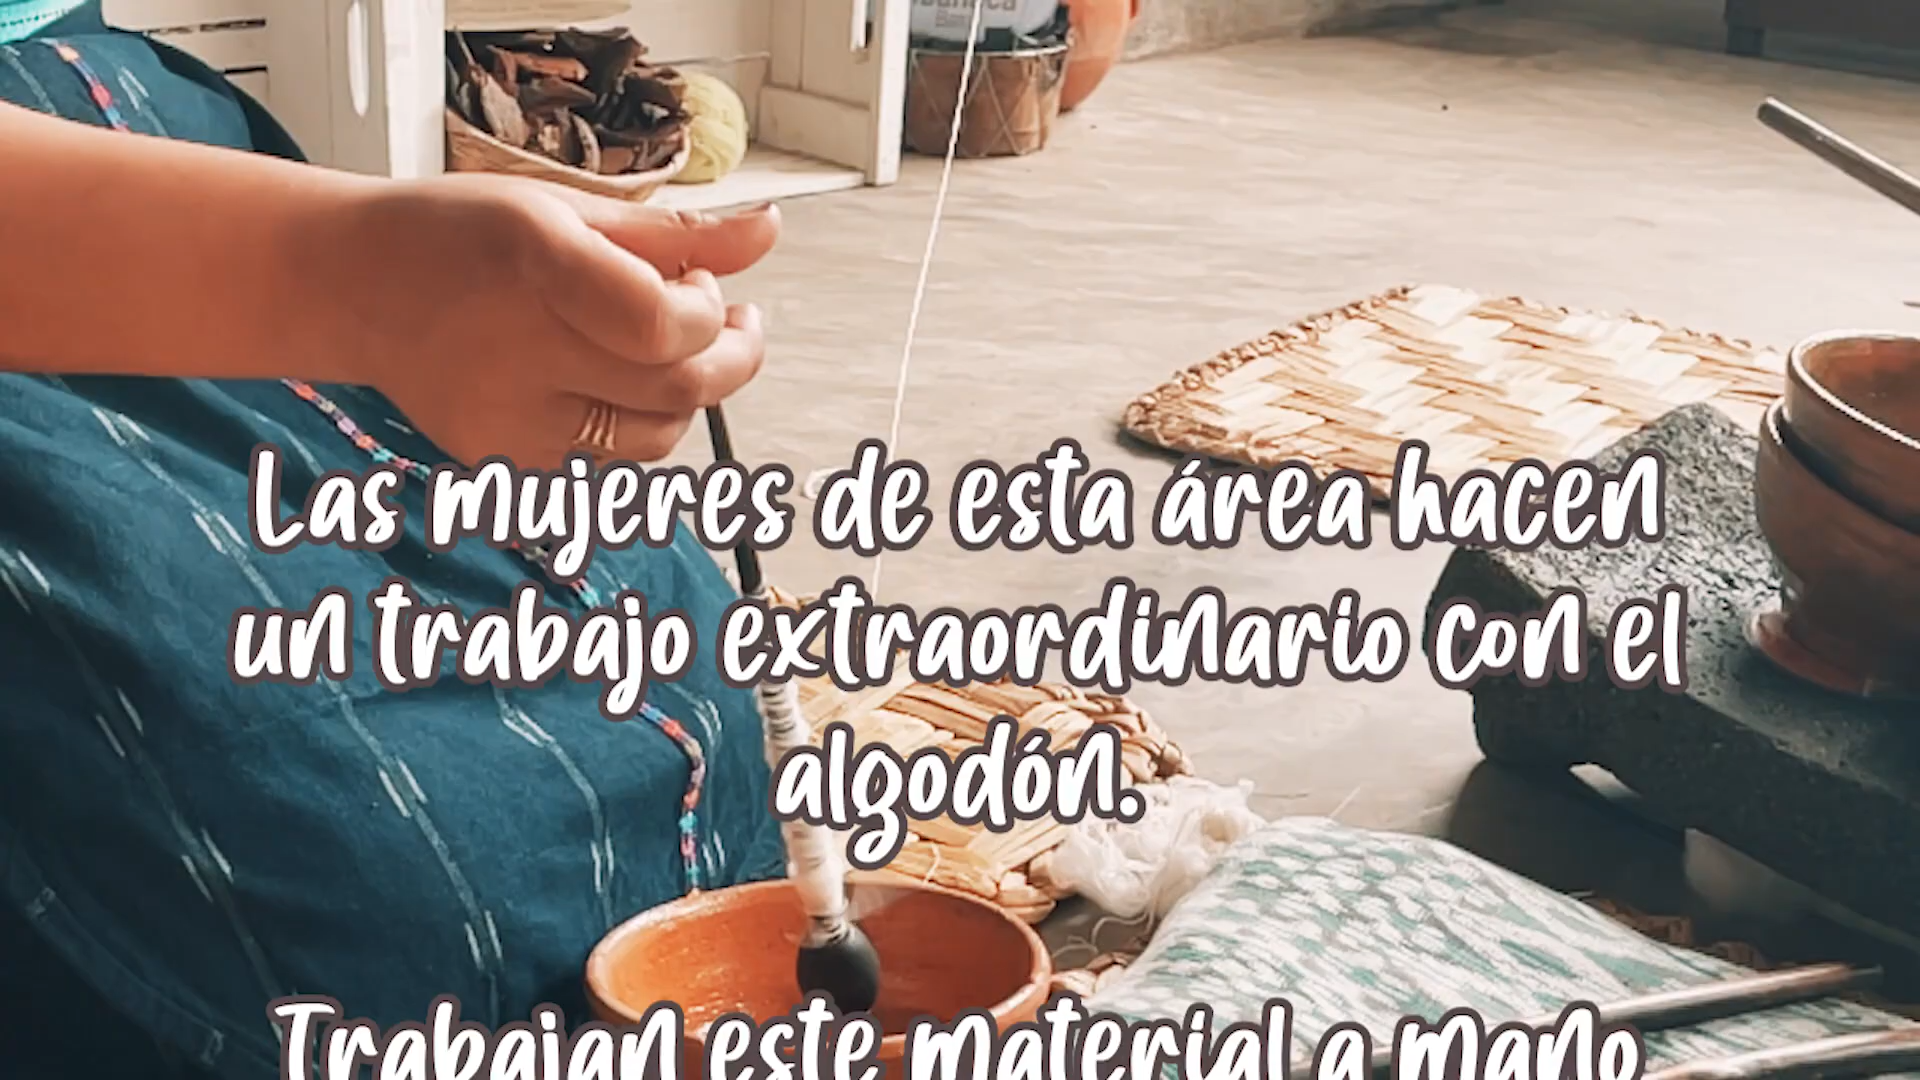 Las mujeres de esta área hacen
un trabajo extraordinario con el
algodón.
Trabajan este material a mano